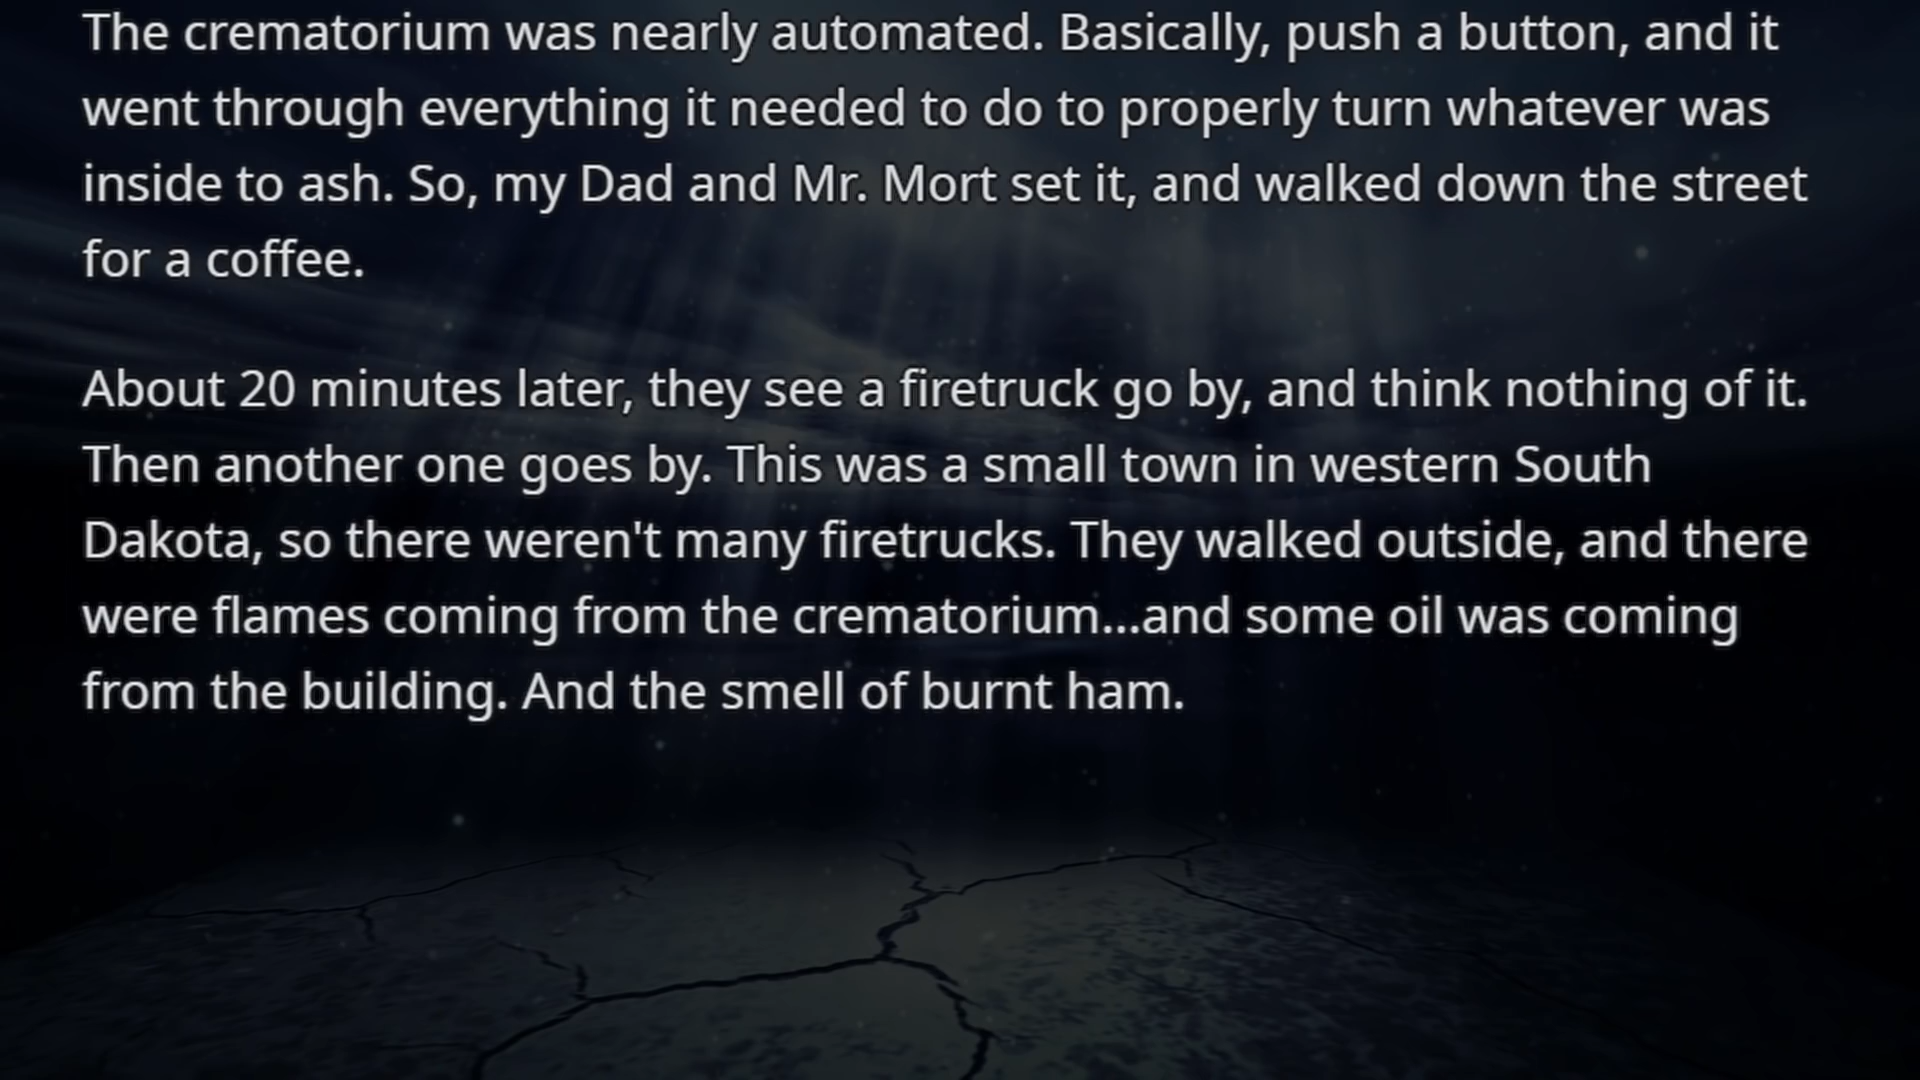 The crematorium was nearly automated. Basically, push a button, and it
went through everything it needed to do to properly turn whatever was
inside to ash. So, my Dad and Mr. Mort set it, and walked down the street
for a coffee.
About 20 minutes later, they see a firetruck go by, and think nothing of it.
Then another one goes by. This was a small town in western South
Dakota, so there weren't many firetrucks. They walked outside, and there
were flames coming from the crematorium...and some oil was coming
from the building. And the smell of burnt ham.